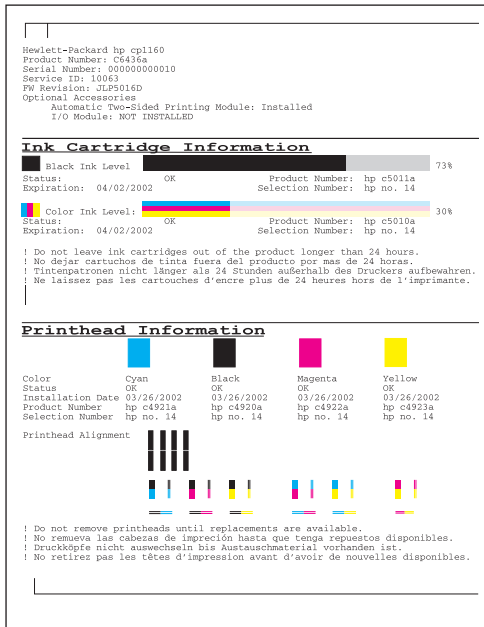 Hewlett-Packard hp cp1160
Product Number: C6436a
Serial Number: 000000000010
Service ID: 10063
FW Revision: JLP5016D
Optional Accessories
Automatic Two-Sided Printing Module: Installed
I/O Module: NOT INSTALLED
Ink Cartridge Information
Black Ink Level 73%
Status: OK Product Number: hp c5011a
Expiration: 04/02/2002 Selection Number: hp no. 14
Color Ink Level: 30%
Status: OK Product Number: hp c5010a
Expiration: 04/02/2002 Selection Number: hp no. 14
! Do not leave ink cartridges out of the product longer than 24 hours.
! No dejar cartuchos de tinta fuera del producto por mas de 24 horas.
! Tintenpatronen nicht länger als 24 Stunden außerhalb des Druckers aufbewahren.
! Ne laissez pas les cartouches d'encre plus de 24 heures hors de l'imprimante.
Printhead Information
Color Cyan Black Magenta Yellow
Status OK OK OK OK
Installation Date 03/26/2002 03/26/2002 03/26/2002 03/26/2002
Product Number hp c4921a hp c4920a hp c4922a hp c4923a
Selection Number hp no. 14 hp no. 14 hp no. 14 hp no. 14
Printhead Alignment
! Do not remove printheads until replacements are available.
! No remueva las cabezas de impreción hasta que tenga repuestos disponibles.
! Druckköpfe nicht auswechseln bis Austauschmaterial vorhanden ist.
! No retirez pas les têtes d'impression avant d'avoir de nouvelles disponibles.